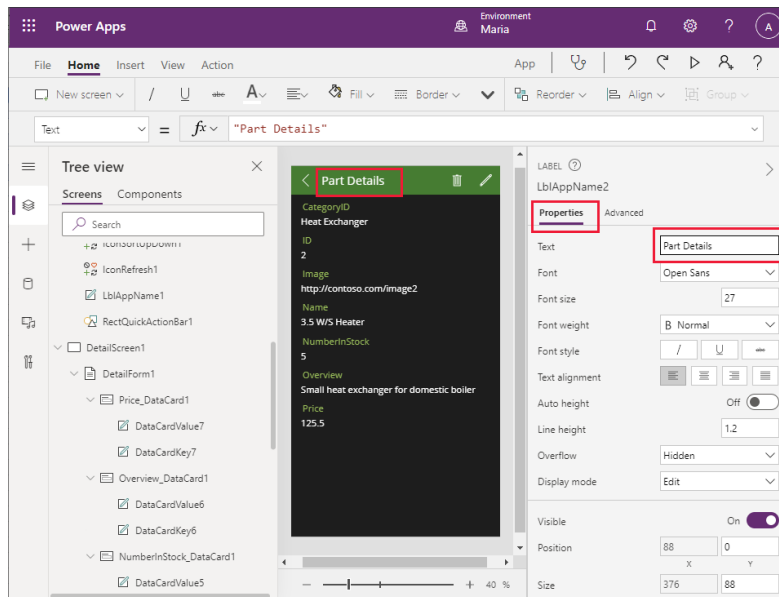 Power Apps
Environment
Maria
?
A
File Home Insert View Action
App
?
New screen
/ U abc A
Fill
Border
Reorder
Align
Group
Text
= fx "Part Details"
Tree view
Screens Components
Search
IconSortUpDown1
IconRefresh1
LblAppName1
RectQuickActionBar1
DetailScreen1
DetailForm1
Price_DataCard1
DataCardValue7
DataCardKey7
Overview_DataCard1
DataCardValue6
DataCardKey6
NumberInStock_DataCard1
DataCardValue5
Part Details
CategoryID
Heat Exchanger
ID
2
Image
http://contoso.com/image2
Name
3.5 W/S Heater
NumberInStock
5
Overview
Small heat exchanger for domestic boiler
Price
125.5
40 %
LABEL ?
LblAppName2
Properties Advanced
Text Part Details
Font Open Sans
Font size 27
Font weight B Normal
Font style / U abc
Text alignment
Auto height Off
Line height 1.2
Overflow Hidden
Display mode Edit
Visible On
Position 88 0
X Y
Size 376 88